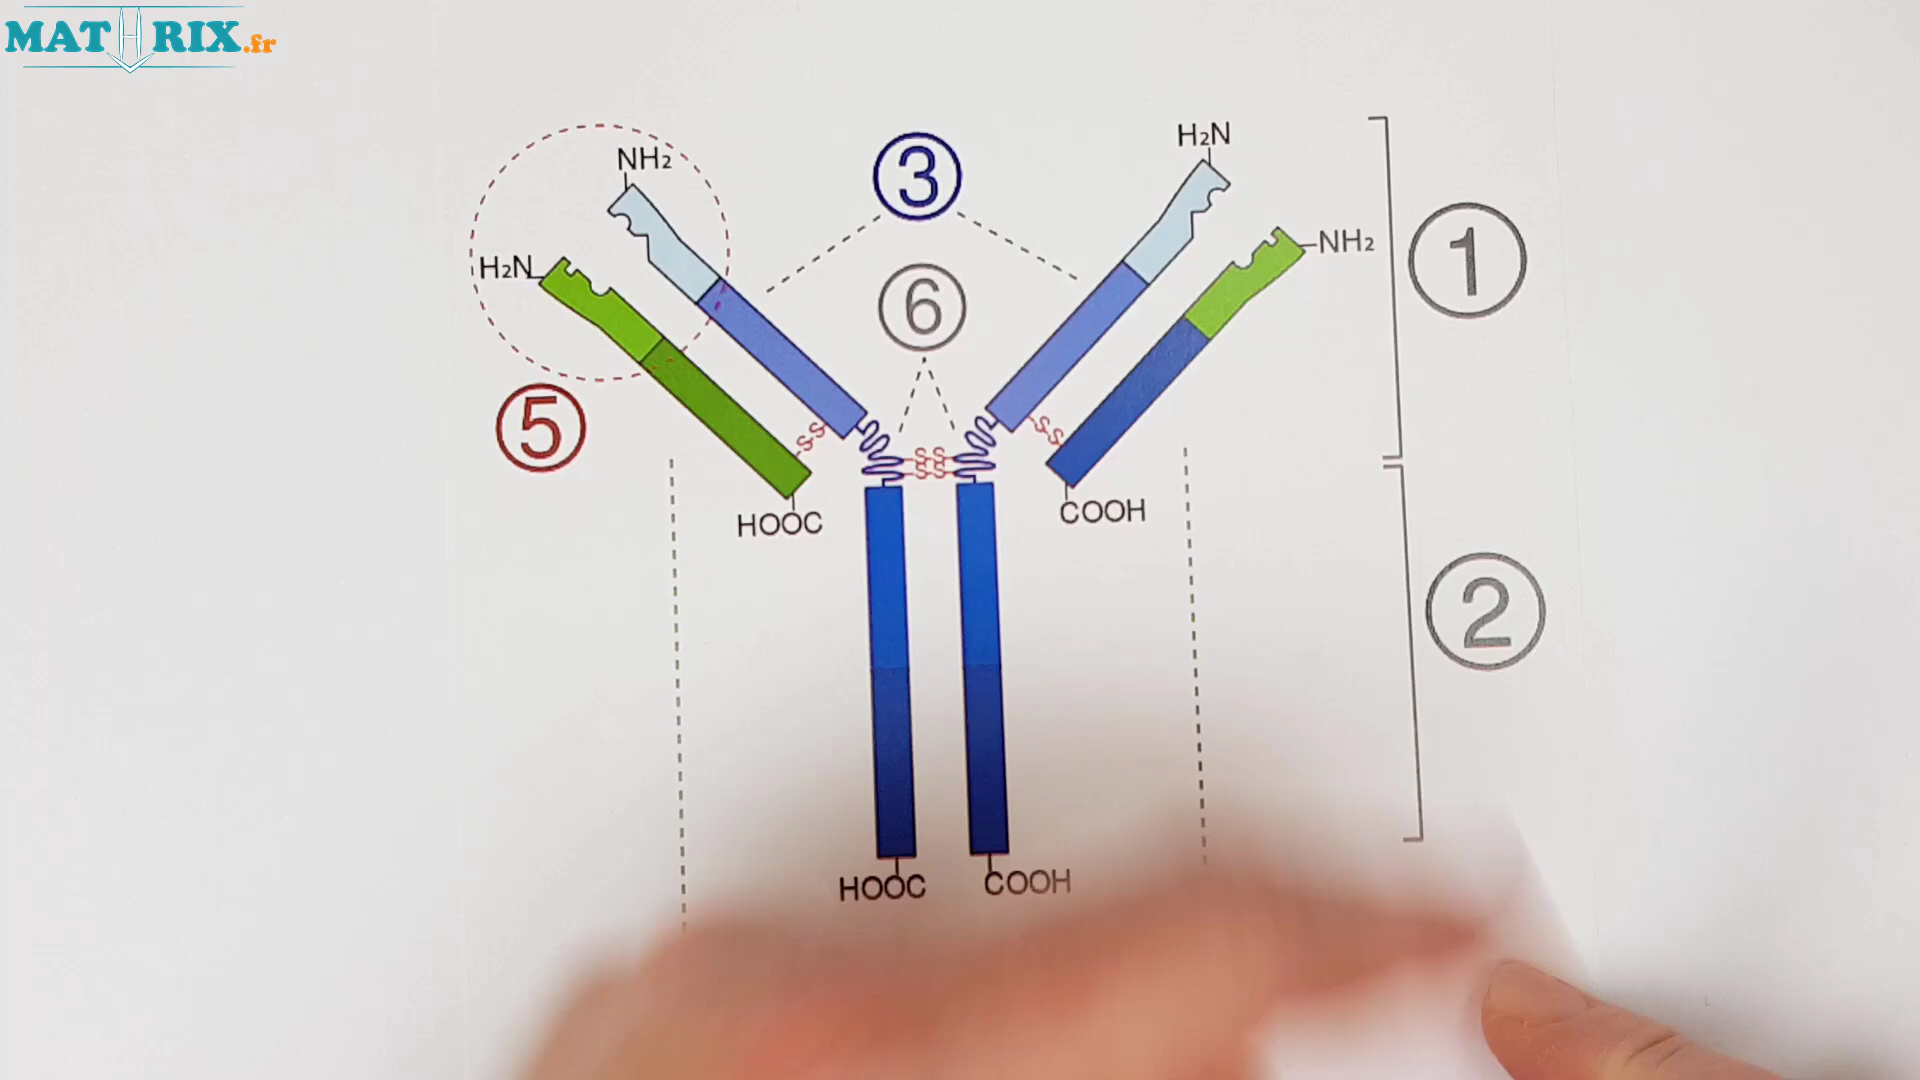 MATHRIX.fr
NH₂
H₂N
③
H₂N
NH₂
①
⑥
⑤
S-S
S-S
S-S
S-S
HOOC
COOH
②
HOOC
COOH